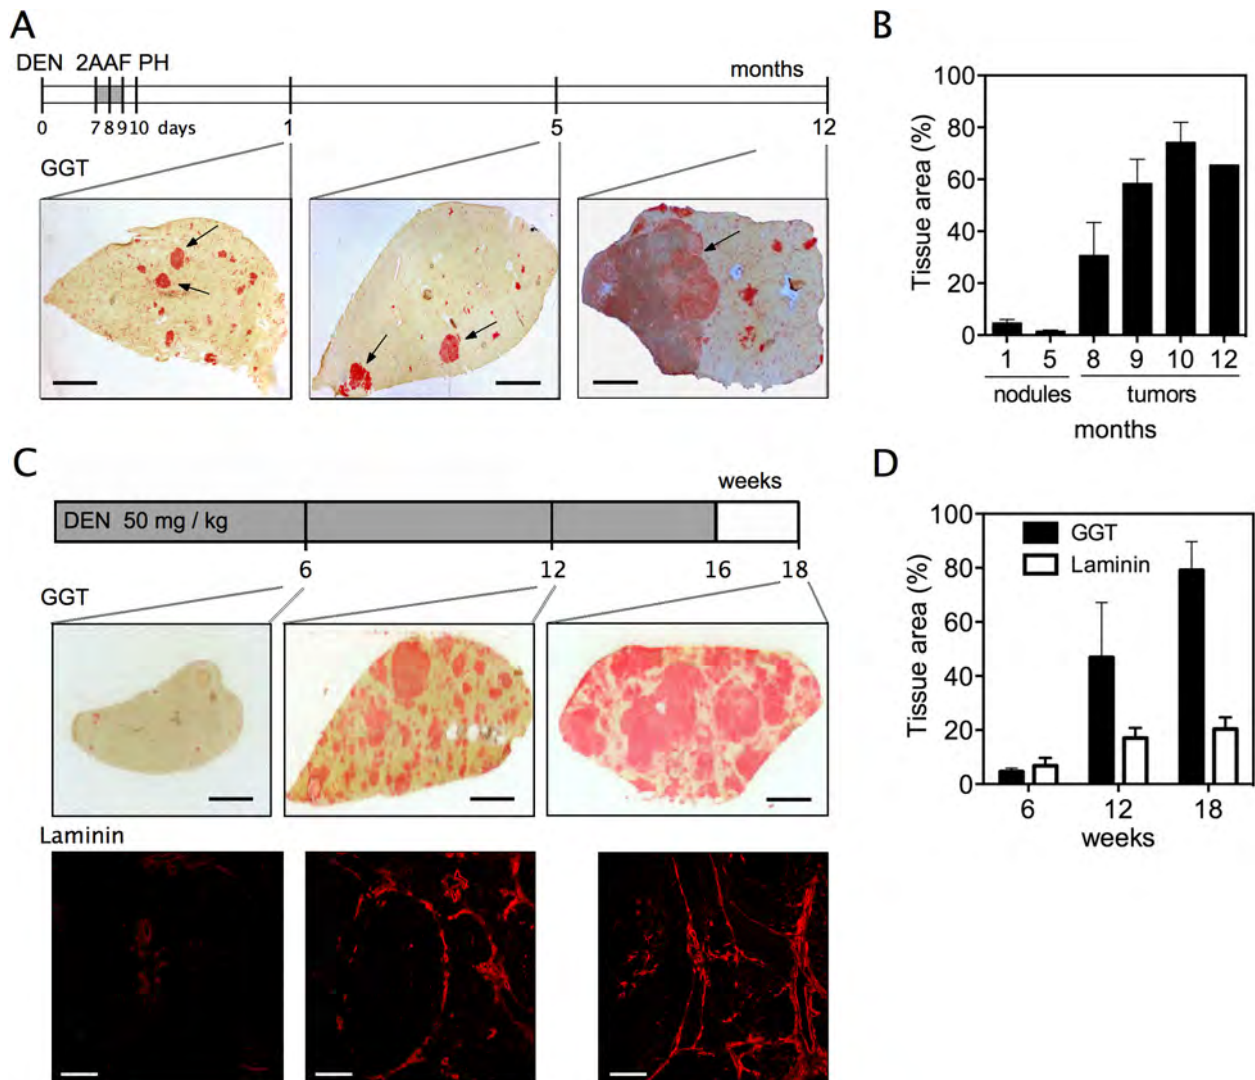 A
DEN 2AAF PH
months
0 7 8 9 10 days 1 5 12
GGT
B
Tissue area (%)
100
80
60
40
20
0
1 5 8 9 10 12
nodules tumors
months
C
weeks
DEN 50 mg / kg
6 12 16 18
GGT
Laminin
D
Tissue area (%)
100
80
60
40
20
0
GGT
Laminin
6 12 18
weeks